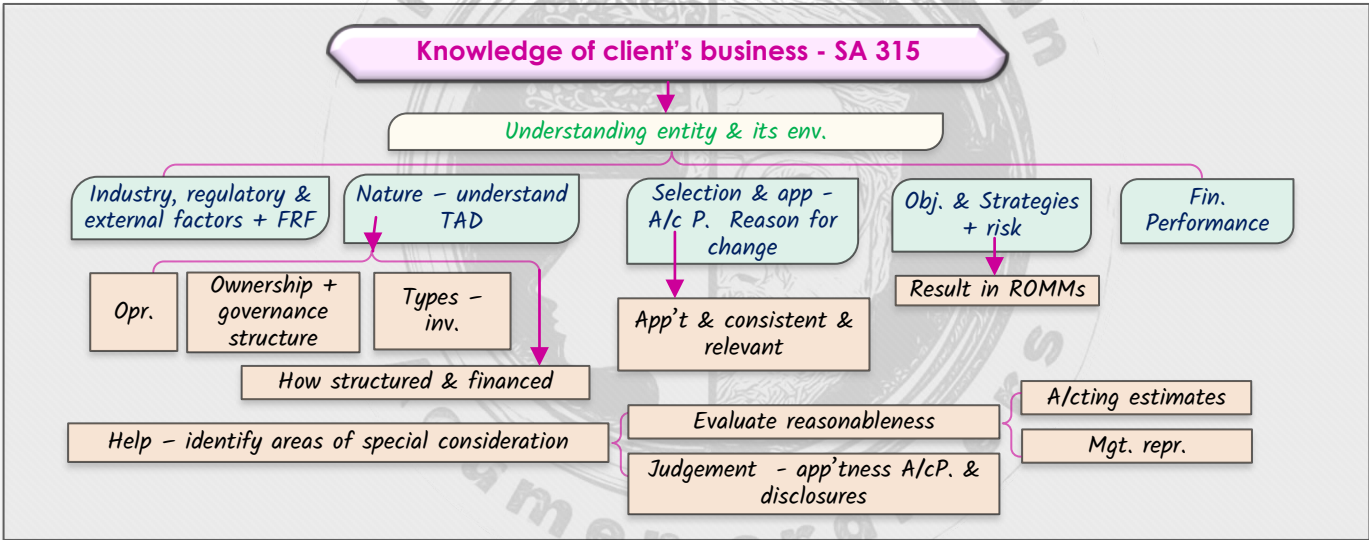 Knowledge of client's business - SA 315
Understanding entity & its env.
Industry, regulatory &
external factors + FRF
Nature – understand
TAD
Selection & app -
A/c P. Reason for
change
Obj. & Strategies
+ risk
Fin.
Performance
Opr.
Ownership +
governance
structure
Types –
inv.
How structured & financed
App't & consistent &
relevant
Result in ROMMs
Help – identify areas of special consideration
Evaluate reasonableness
Judgement - app'tness A/cP. &
disclosures
A/cting estimates
Mgt. repr.